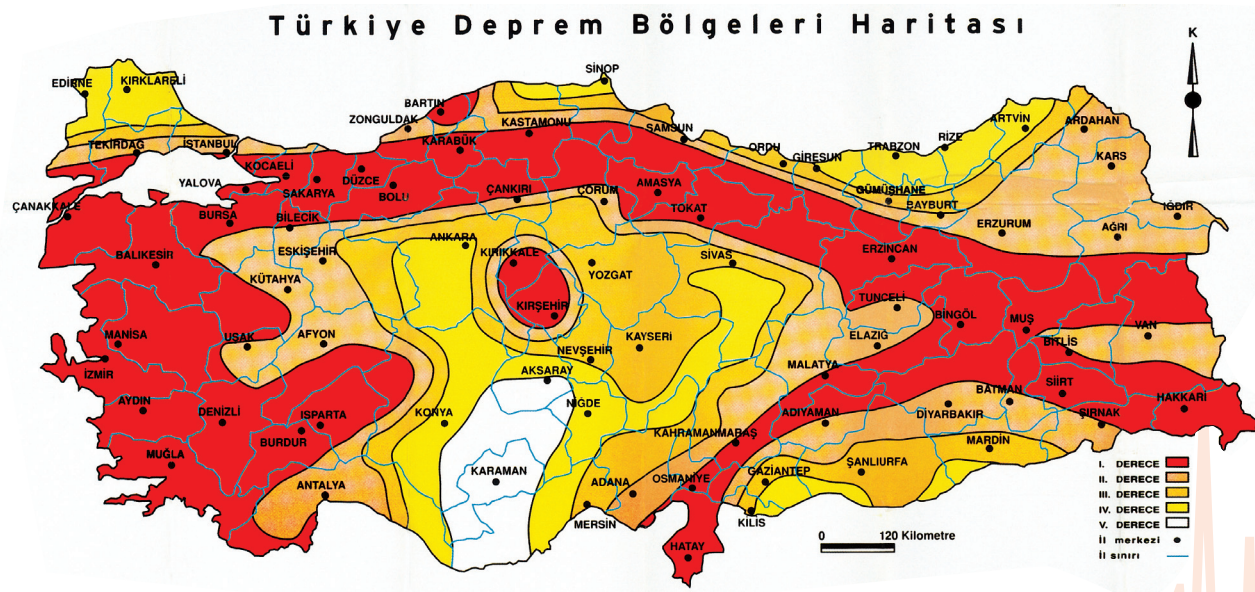 Türkiye Deprem Bölgeleri Haritası
K
SİNOP
EDİRNE
KIRKLARELİ
BARTIN
ZONGULDAK
KASTAMONU
SAMSUN
ARTVİN
ARDAHAN
TEKİRDAĞ
İSTANBUL
KARABÜK
ORDU
GİRESUN
TRABZON
RİZE
KARS
KOCAELİ
YALOVA
SAKARYA
DÜZCE
BOLU
ÇANKIRI
ÇORUM
AMASYA
TOKAT
GÜMÜŞHANE
BAYBURT
ÇANAKKALE
BURSA
BİLECİK
ERZURUM
AĞRI
IĞDIR
BALIKESİR
ESKİŞEHİR
ANKARA
KIRIKKALE
YOZGAT
SİVAS
ERZİNCAN
KÜTAHYA
KIRŞEHİR
TUNCELİ
BİNGÖL
MUŞ
VAN
MANİSA
UŞAK
AFYON
NEVŞEHİR
KAYSERİ
ELAZIĞ
BİTLİS
İZMİR
AKSARAY
MALATYA
AYDIN
DENİZLİ
ISPARTA
KONYA
NİĞDE
ADIYAMAN
DİYARBAKIR
BATMAN
SİİRT
ŞIRNAK
HAKKARİ
BURDUR
KAHRAMANMARAŞ
MARDİN
MUĞLA
KARAMAN
ADANA
OSMANİYE
GAZİANTEP
ŞANLIURFA
ANTALYA
MERSİN
KİLİS
HATAY
0 120 Kilometre
I. DERECE
II. DERECE
III. DERECE
IV. DERECE
V. DERECE
İl merkezi
İl sınırı